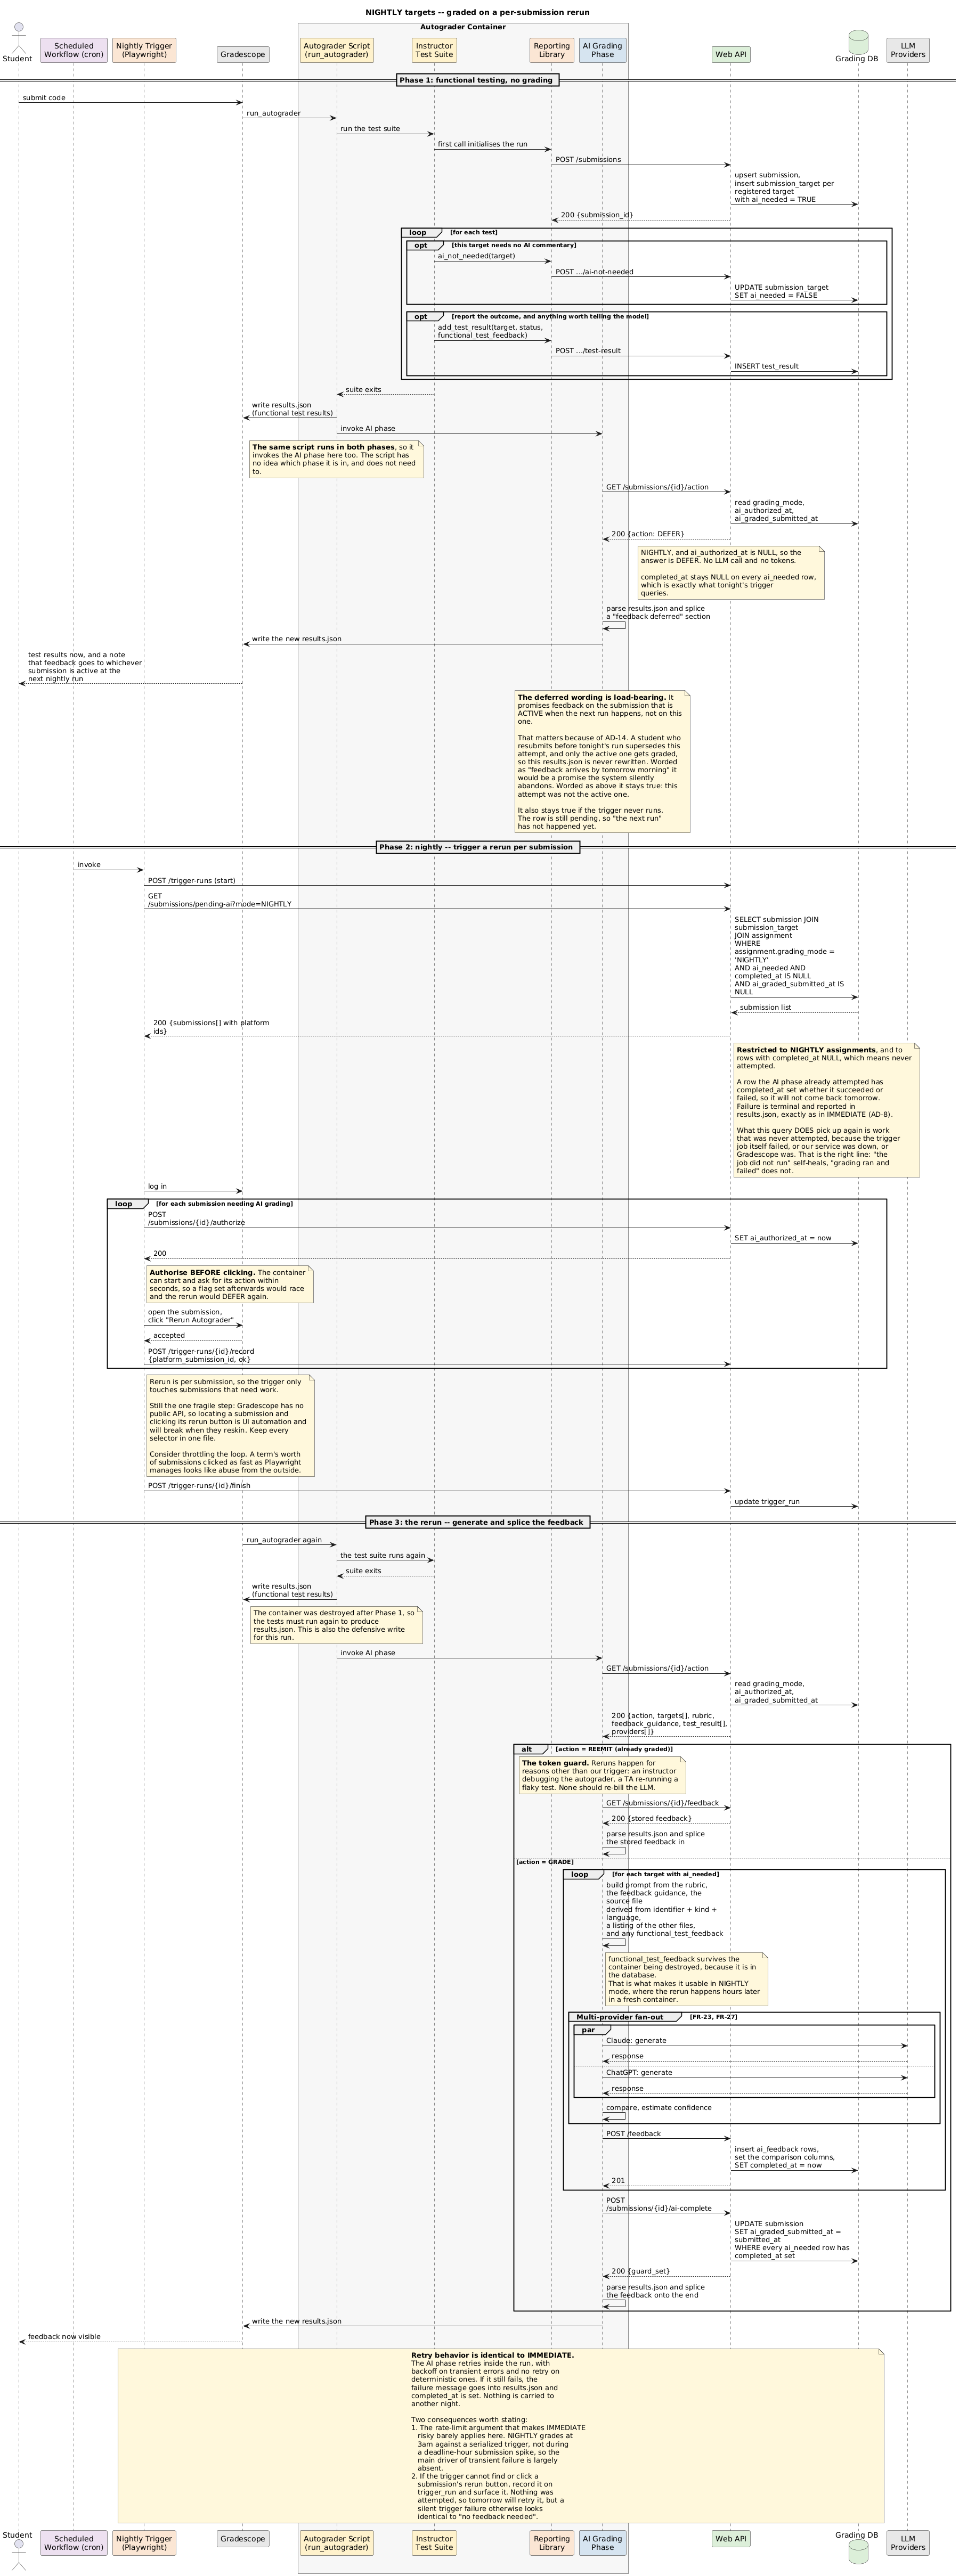 NIGHTLY targets -- graded on a per-submission rerun
Autograder Container
Student
Scheduled
Workflow (cron)
Nightly Trigger
(Playwright)
Gradescope
Autograder Script
(run_autograder)
Instructor
Test Suite
Reporting
Library
AI Grading
Phase
Web API
Grading DB
LLM
Providers
Phase 1: functional testing, no grading
submit code
run_autograder
run the test suite
first call initialises the run
POST /submissions
upsert submission,
insert submission_target per
registered target
with ai_needed = TRUE
200 {submission_id}
loop
[for each test]
opt
[this target needs no AI commentary]
ai_not_needed(target)
POST .../ai-not-needed
UPDATE submission_target
SET ai_needed = FALSE
opt
[report the outcome, and anything worth telling the model]
add_test_result(target, status,
functional_test_feedback)
POST .../test-result
INSERT test_result
suite exits
write results.json
(functional test results)
invoke AI phase
The same script runs in both phases, so it
invokes the AI phase here too. The script has
no idea which phase it is in, and does not need
to.
GET /submissions/{id}/action
read grading_mode,
ai_authorized_at,
ai_graded_submitted_at
200 {action: DEFER}
NIGHTLY, and ai_authorized_at is NULL, so the
answer is DEFER. No LLM call and no tokens.
completed_at stays NULL on every ai_needed row,
which is exactly what tonight's trigger
queries.
parse results.json and splice
a "feedback deferred" section
write the new results.json
test results now, and a note
that feedback goes to whichever
submission is active at the
next nightly run
The deferred wording is load-bearing. It
promises feedback on the submission that is
ACTIVE when the next run happens, not on this
one.
That matters because of AD-14. A student who
resubmits before tonight's run supersedes this
attempt, and only the active one gets graded,
so this results.json is never rewritten. Worded
as "feedback arrives by tomorrow morning" it
would be a promise the system silently
abandons. Worded as above it stays true: this
attempt was not the active one.
It also stays true if the trigger never runs.
The row is still pending, so "the next run"
has not happened yet.
Phase 2: nightly -- trigger a rerun per submission
invoke
POST /trigger-runs (start)
GET
/submissions/pending-ai?mode=NIGHTLY
SELECT submission JOIN
submission_target
JOIN assignment
WHERE
assignment.grading_mode =
'NIGHTLY'
AND ai_needed AND
completed_at IS NULL
AND ai_graded_submitted_at IS
NULL
submission list
200 {submissions[] with platform
ids}
Restricted to NIGHTLY assignments, and to
rows with completed_at NULL, which means never
attempted.
A row the AI phase already attempted has
completed_at set whether it succeeded or
failed, so it will not come back tomorrow.
Failure is terminal and reported in
results.json, exactly as in IMMEDIATE (AD-8).
What this query DOES pick up again is work
that was never attempted, because the trigger
job itself failed, or our service was down, or
Gradescope was. That is the right line: "the
job did not run" self-heals, "grading ran and
failed" does not.
log in
loop
[for each submission needing AI grading]
POST
/submissions/{id}/authorize
SET ai_authorized_at = now
200
Authorise BEFORE clicking. The container
can start and ask for its action within
seconds, so a flag set afterwards would race
and the rerun would DEFER again.
open the submission,
click "Rerun Autograder"
accepted
POST /trigger-runs/{id}/record
{platform_submission_id, ok}
Rerun is per submission, so the trigger only
touches submissions that need work.
Still the one fragile step: Gradescope has no
public API, so locating a submission and
clicking its rerun button is UI automation and
will break when they reskin. Keep every
selector in one file.
Consider throttling the loop. A term's worth
of submissions clicked as fast as Playwright
manages looks like abuse from the outside.
POST /trigger-runs/{id}/finish
update trigger_run
Phase 3: the rerun -- generate and splice the feedback
run_autograder again
the test suite runs again
suite exits
write results.json
(functional test results)
The container was destroyed after Phase 1, so
the tests must run again to produce
results.json. This is also the defensive write
for this run.
invoke AI phase
GET /submissions/{id}/action
read grading_mode,
ai_authorized_at,
ai_graded_submitted_at
200 {action, targets[], rubric,
feedback_guidance, test_result[],
providers[]}
alt
[action = REEMIT (already graded)]
The token guard. Reruns happen for
reasons other than our trigger: an instructor
debugging the autograder, a TA re-running a
flaky test. None should re-bill the LLM.
GET /submissions/{id}/feedback
200 {stored feedback}
parse results.json and splice
the stored feedback in
[action = GRADE]
loop
[for each target with ai_needed]
build prompt from the rubric,
the feedback guidance, the
source file
derived from identifier + kind +
language,
a listing of the other files,
and any functional_test_feedback
functional_test_feedback survives the
container being destroyed, because it is in
the database.
That is what makes it usable in NIGHTLY
mode, where the rerun happens hours later
in a fresh container.
Multi-provider fan-out
[FR-23, FR-27]
par
Claude: generate
response
ChatGPT: generate
response
compare, estimate confidence
POST /feedback
insert ai_feedback rows,
set the comparison columns,
SET completed_at = now
201
POST
/submissions/{id}/ai-complete
UPDATE submission
SET ai_graded_submitted_at =
submitted_at
WHERE every ai_needed row has
completed_at set
200 {guard_set}
parse results.json and splice
the feedback onto the end
write the new results.json
feedback now visible
Retry behavior is identical to IMMEDIATE.
The AI phase retries inside the run, with
backoff on transient errors and no retry on
deterministic ones. If it still fails, the
failure message goes into results.json and
completed_at is set. Nothing is carried to
another night.
Two consequences worth stating:
1. The rate-limit argument that makes IMMEDIATE
risky barely applies here. NIGHTLY grades at
3am against a serialized trigger, not during
a deadline-hour submission spike, so the
main driver of transient failure is largely
absent.
2. If the trigger cannot find or click a
submission's rerun button, record it on
trigger_run and surface it. Nothing was
attempted, so tomorrow will retry it, but a
silent trigger failure otherwise looks
identical to "no feedback needed".
Student
Scheduled
Workflow (cron)
Nightly Trigger
(Playwright)
Gradescope
Autograder Script
(run_autograder)
Instructor
Test Suite
Reporting
Library
AI Grading
Phase
Web API
Grading DB
LLM
Providers